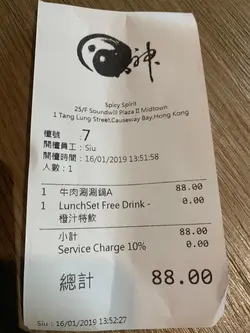 神
Spicy Spirit
25/F Soundwill Plaza II Midtown
1 Tang Lung Street,Causeway Bay,Hong Kong
檯號 : 7
開檯員工 : Siu
開檯時間 : 16/01/2019 13:51:58
人數 : 1
1 牛肉涮涮鍋A 88.00
1 LunchSet Free Drink - 0.00
橙汁特飲
小計 88.00
Service Charge 10% 0.00
總計 88.00
Siu : 16/01/2019 13:52:27